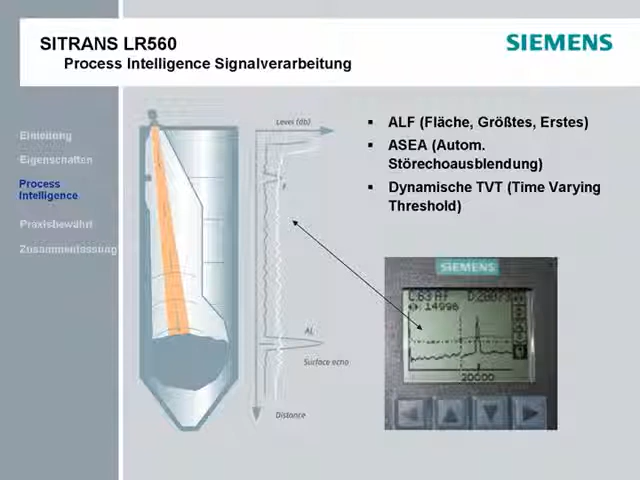 SITRANS LR560
SIEMENS
Process Intelligence Signalverarbeitung
Einleitung
Eigenschaften
Process
Intelligence
Praxisbewährt
Zusammenfassung
Level (db)
F
AL
Surface echo
Distance
▪ ALF (Fläche, Größtes, Erstes)
▪ ASEA (Autom.
Störechoausblendung)
▪ Dynamische TVT (Time Varying
Threshold)
SIEMENS
14996
20000